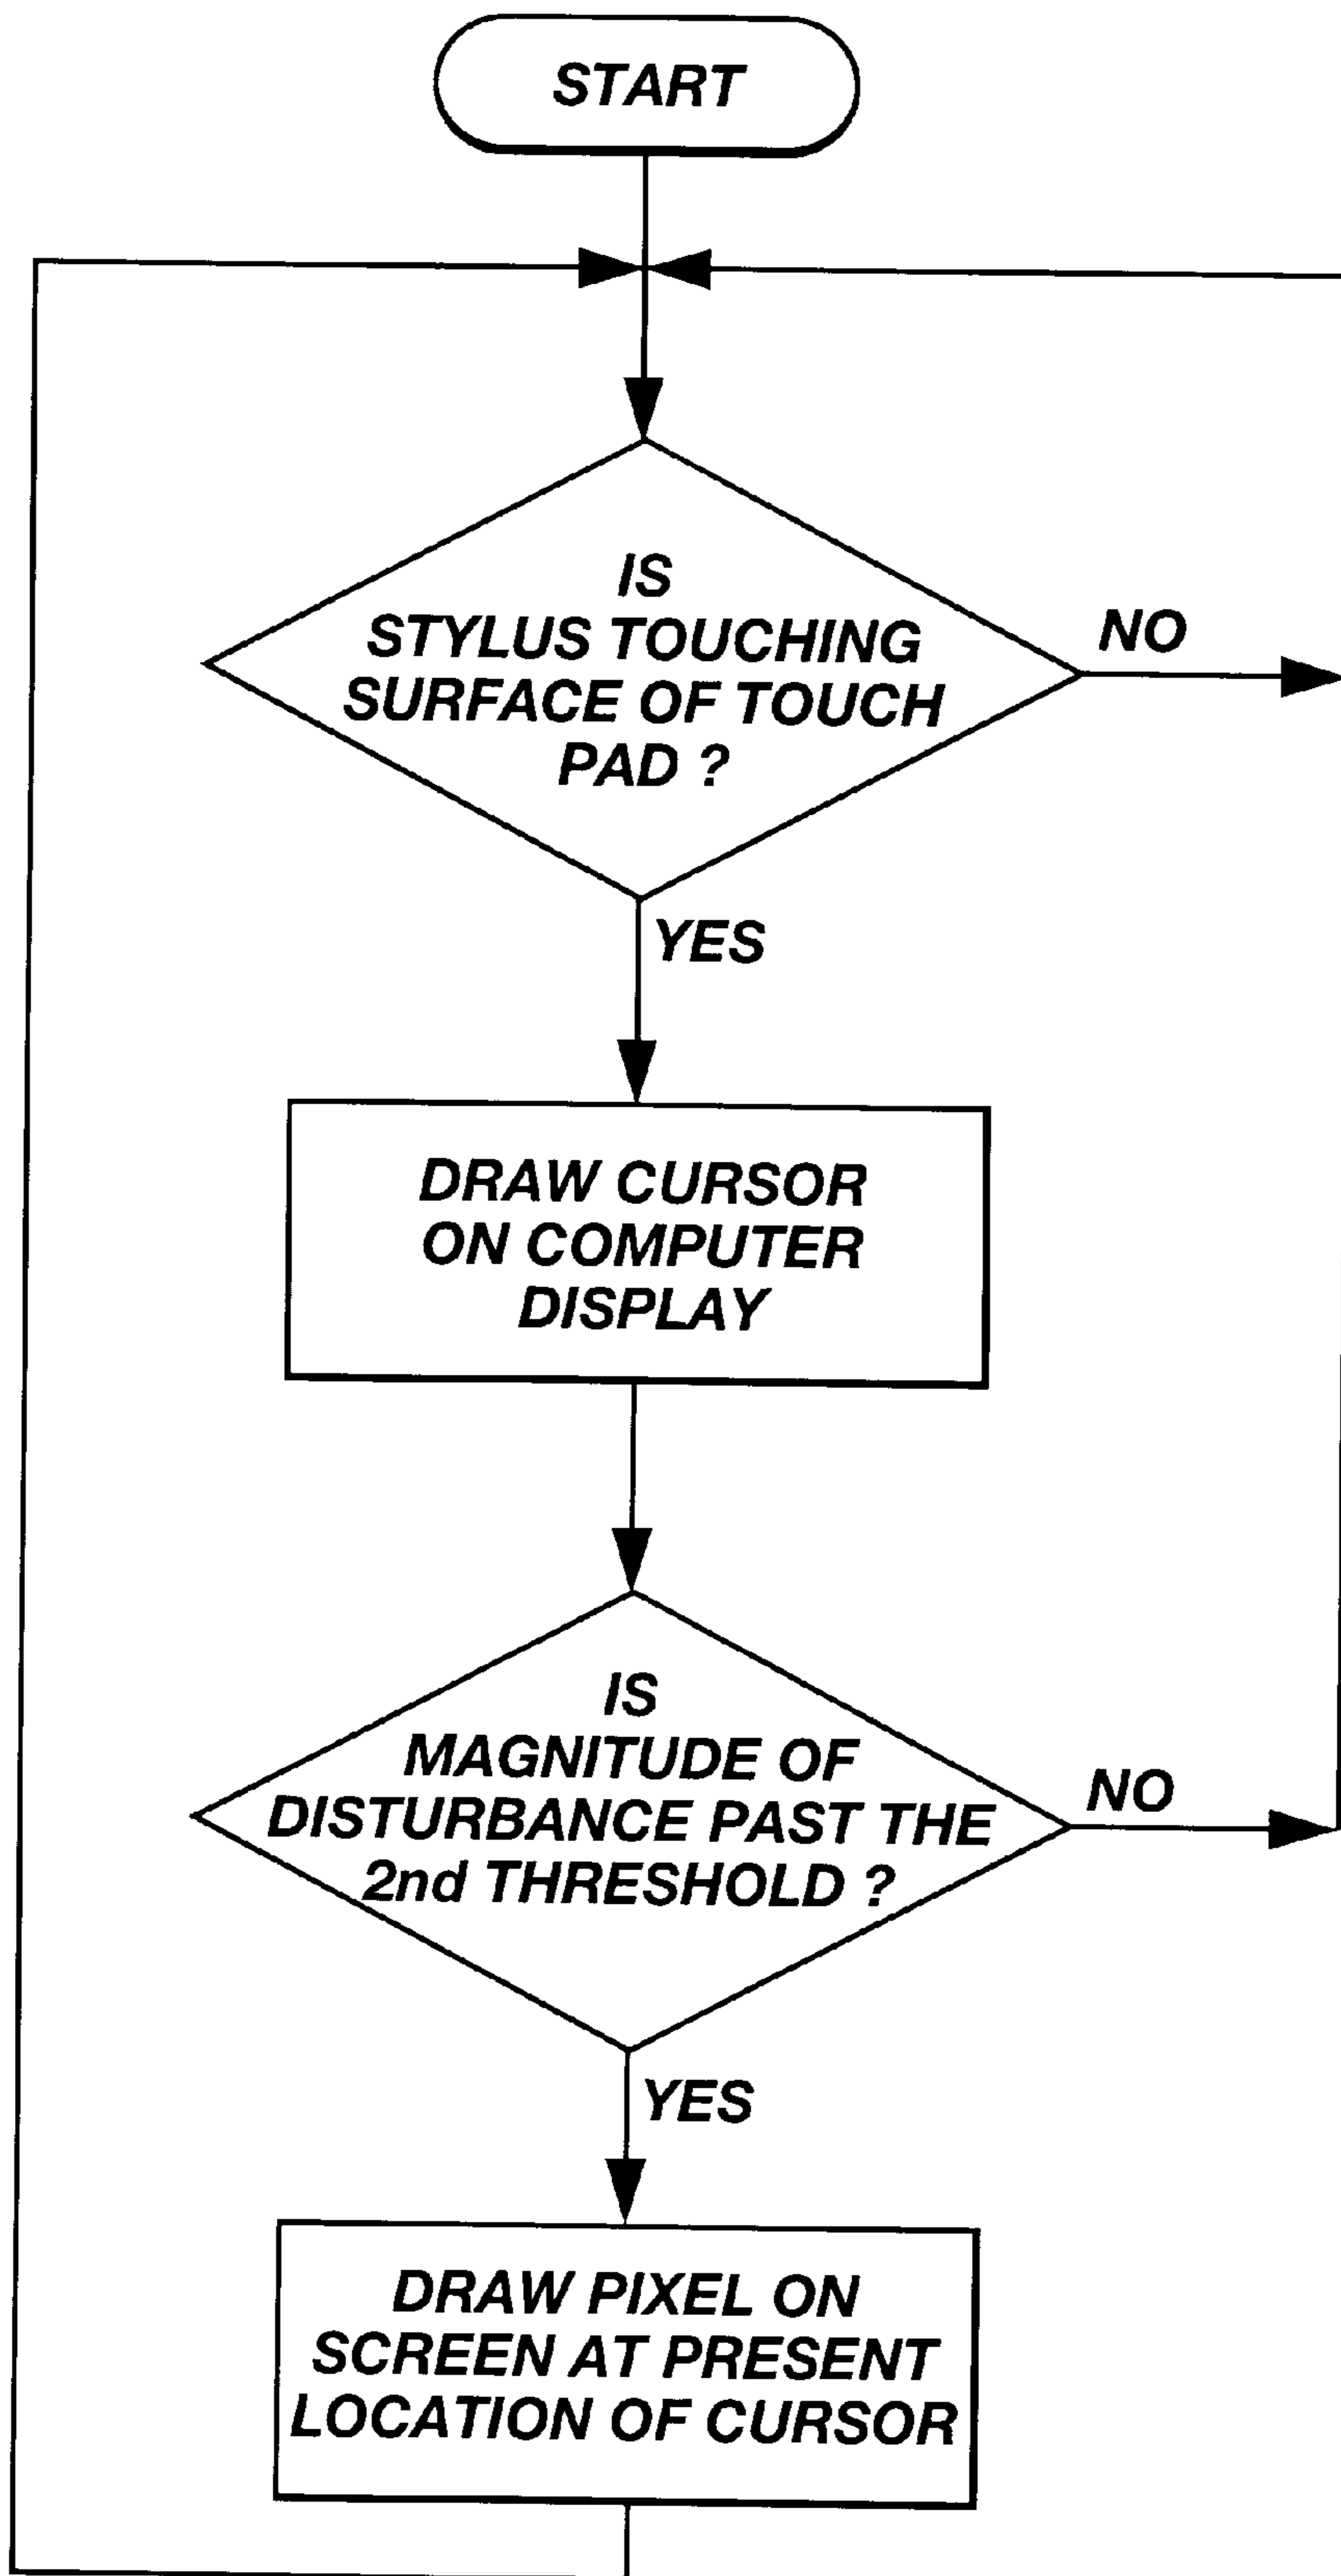 START
IS
STYLUS TOUCHING
SURFACE OF TOUCH
PAD ?
NO
YES
DRAW CURSOR
ON COMPUTER
DISPLAY
IS
MAGNITUDE OF
DISTURBANCE PAST THE
2nd THRESHOLD ?
NO
YES
DRAW PIXEL ON
SCREEN AT PRESENT
LOCATION OF CURSOR